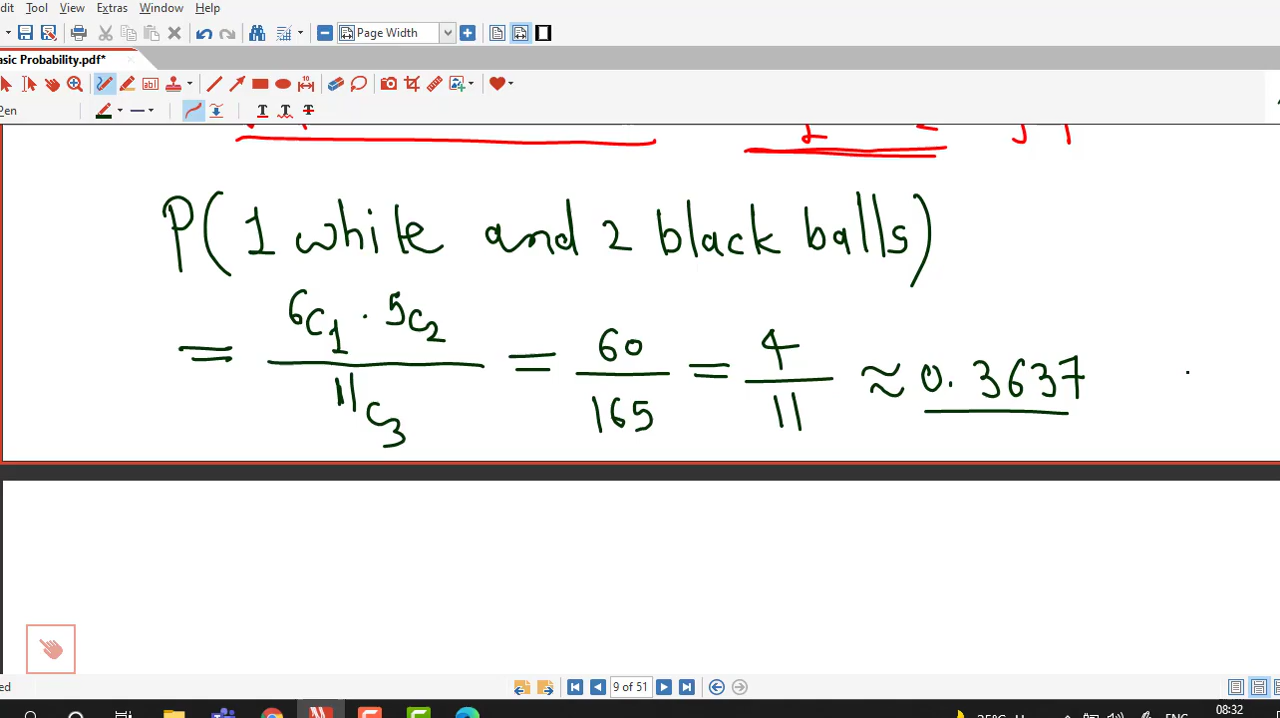 dit Tool View Extras Window Help
Page Width
asic Probability.pdf*
Pen
P(1 white and 2 black balls)
= 6C1 · 5C2 / 11C3 = 60 / 165 = 4 / 11 ≈ 0.3637
ed 9 of 51
ENG 08:32